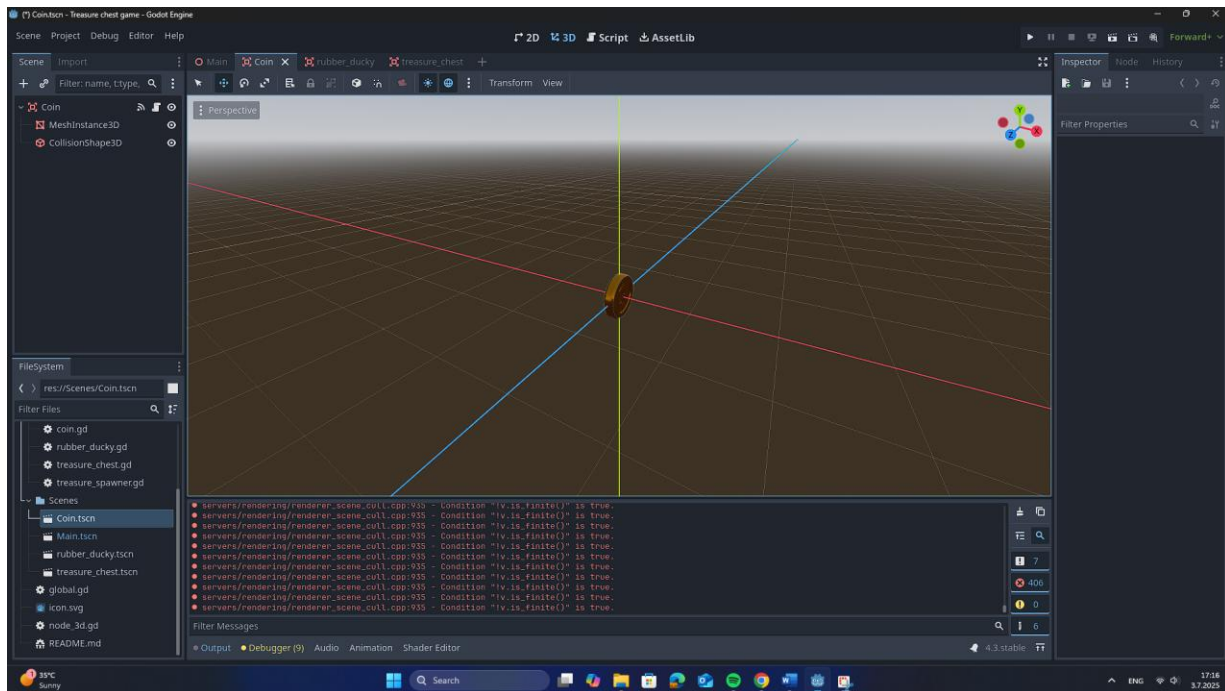 (*) Coin.tscn - Treasure chest game - Godot Engine
Scene Project Debug Editor Help
2D 3D Script AssetLib
Forward+
Scene Import
Main Coin rubber_ducky treasure_chest
Inspector Node History
Filter: name, t:type,
Transform View
Coin
MeshInstance3D
CollisionShape3D
Perspective
Y
X
Z
DOC
Filter Properties
FileSystem
res://Scenes/Coin.tscn
Filter Files
coin.gd
rubber_ducky.gd
treasure_chest.gd
treasure_spawner.gd
Scenes
Coin.tscn
Main.tscn
rubber_ducky.tscn
treasure_chest.tscn
global.gd
icon.svg
node_3d.gd
README.md
servers/rendering/renderer_scene_cull.cpp:935 - Condition "!v.is_finite()" is true.
servers/rendering/renderer_scene_cull.cpp:935 - Condition "!v.is_finite()" is true.
servers/rendering/renderer_scene_cull.cpp:935 - Condition "!v.is_finite()" is true.
servers/rendering/renderer_scene_cull.cpp:935 - Condition "!v.is_finite()" is true.
servers/rendering/renderer_scene_cull.cpp:935 - Condition "!v.is_finite()" is true.
servers/rendering/renderer_scene_cull.cpp:935 - Condition "!v.is_finite()" is true.
servers/rendering/renderer_scene_cull.cpp:935 - Condition "!v.is_finite()" is true.
servers/rendering/renderer_scene_cull.cpp:935 - Condition "!v.is_finite()" is true.
servers/rendering/renderer_scene_cull.cpp:935 - Condition "!v.is_finite()" is true.
servers/rendering/renderer_scene_cull.cpp:935 - Condition "!v.is_finite()" is true.
servers/rendering/renderer_scene_cull.cpp:935 - Condition "!v.is_finite()" is true.
7
406
0
6
Filter Messages
Output Debugger (9) Audio Animation Shader Editor
4.3.stable
1
35°C
Sunny
Search
ENG
17:16
3.7.2025